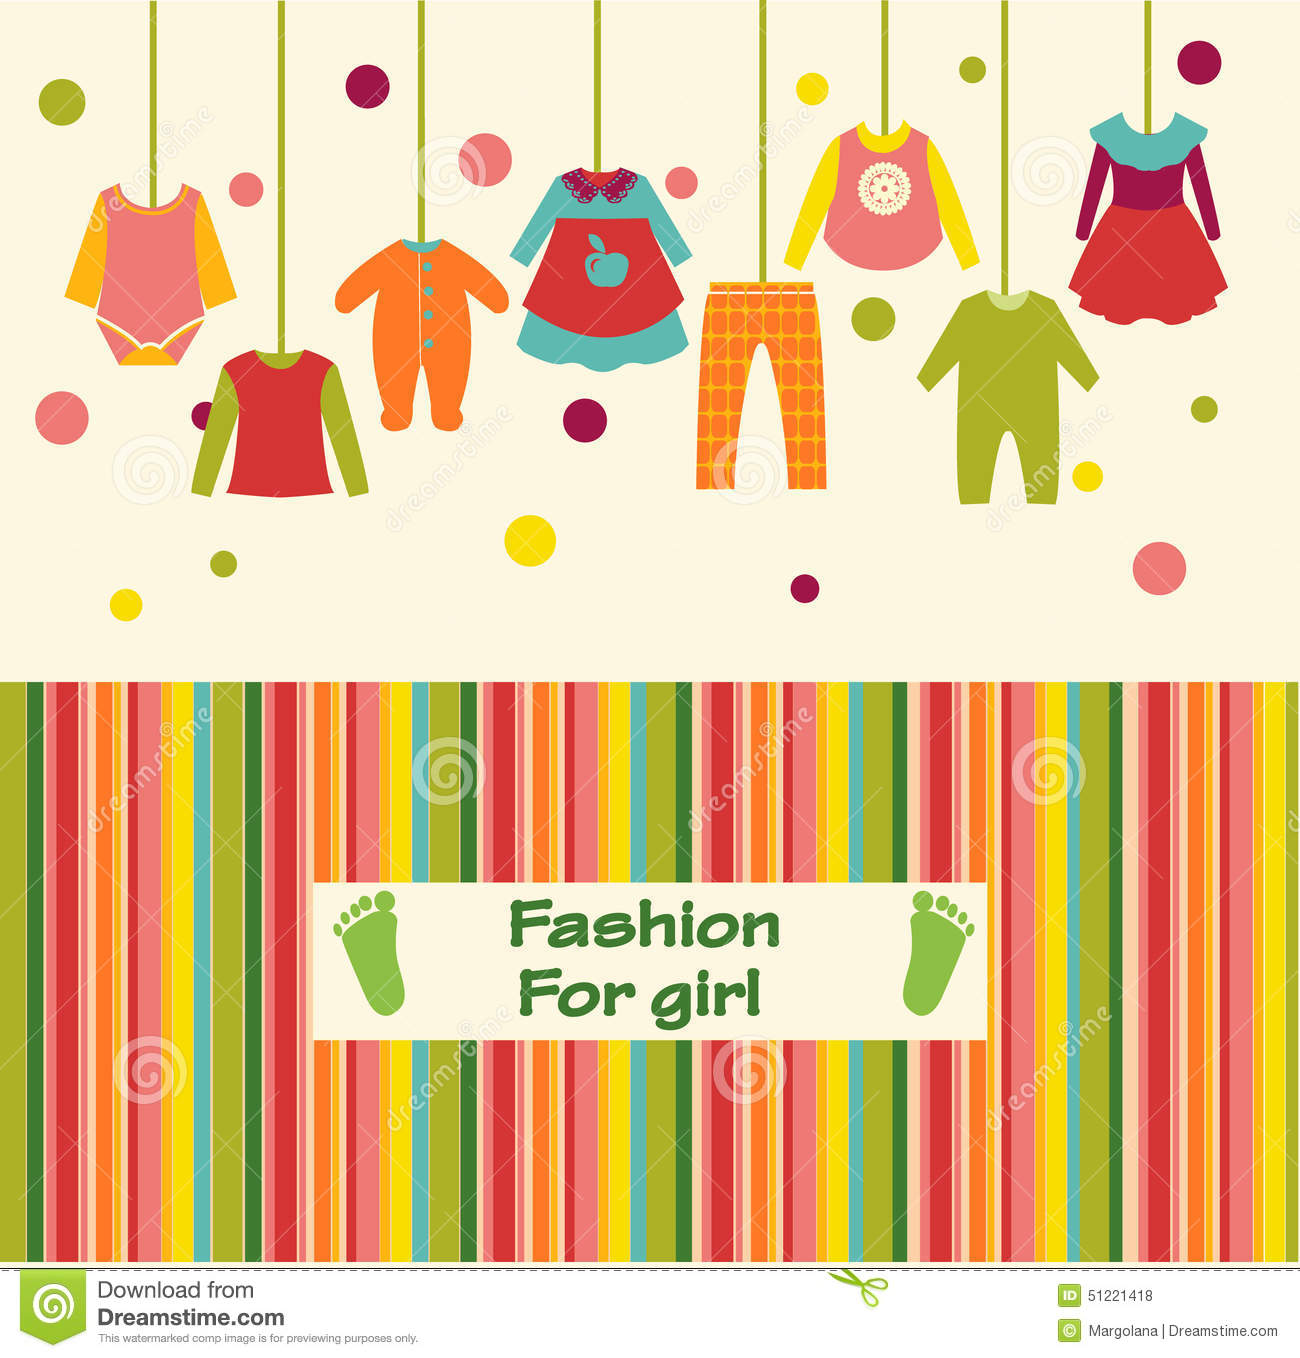 Fashion
For girl
Download from
Dreamstime.com
This watermarked comp image is for previewing purposes only.
ID 51221418
© Margolana | Dreamstime.com